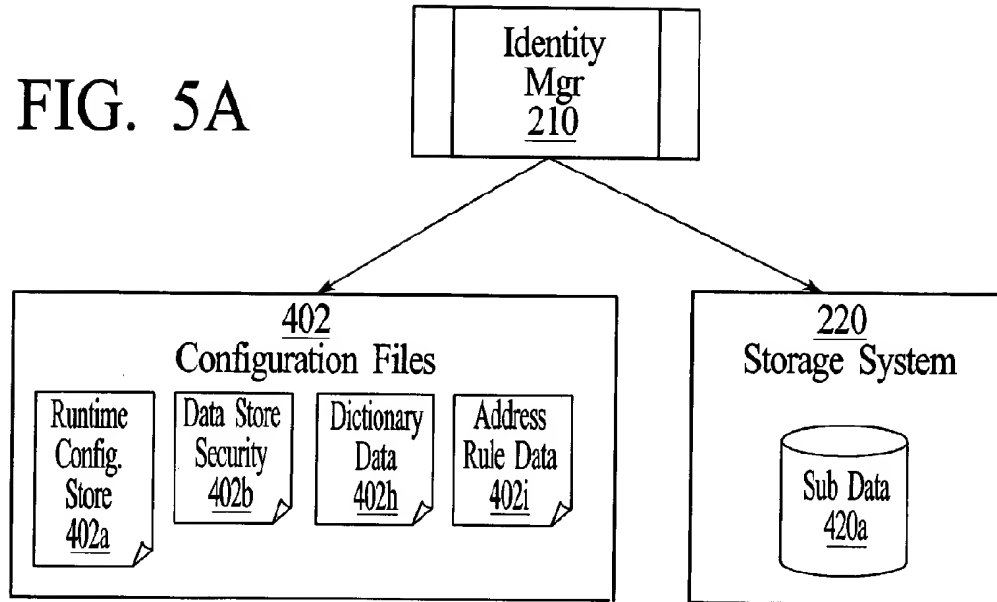 FIG. 5A
Identity
Mgr
210
402
Configuration Files
Runtime
Config.
Store
402a
Data Store
Security
402b
Dictionary
Data
402h
Address
Rule Data
402i
220
Storage System
Sub Data
420a